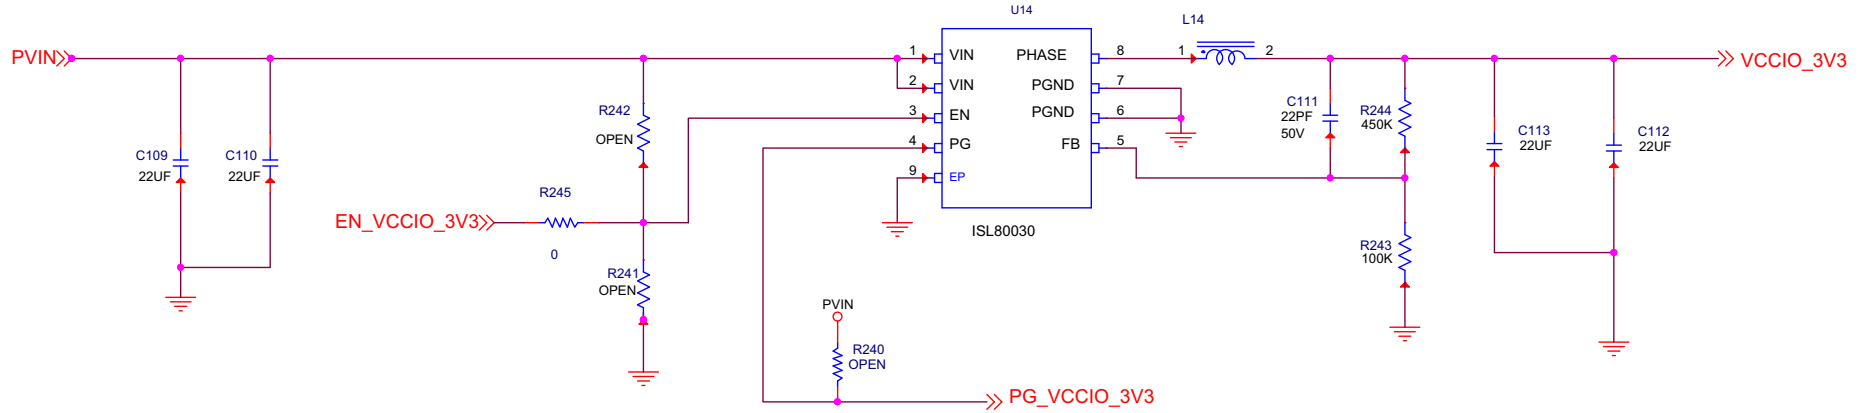 U14
L14
PVIN
1
VIN
PHASE
8
1
2
VCCIO_3V3
2
VIN
PGND
7
R242
OPEN
3
EN
PGND
6
C111
22PF
50V
R244
450K
4
PG
FB
5
C113
22UF
C112
22UF
C109
22UF
C110
22UF
9
EP
R245
EN_VCCIO_3V3
0
ISL80030
R243
100K
R241
OPEN
PVIN
R240
OPEN
PG_VCCIO_3V3